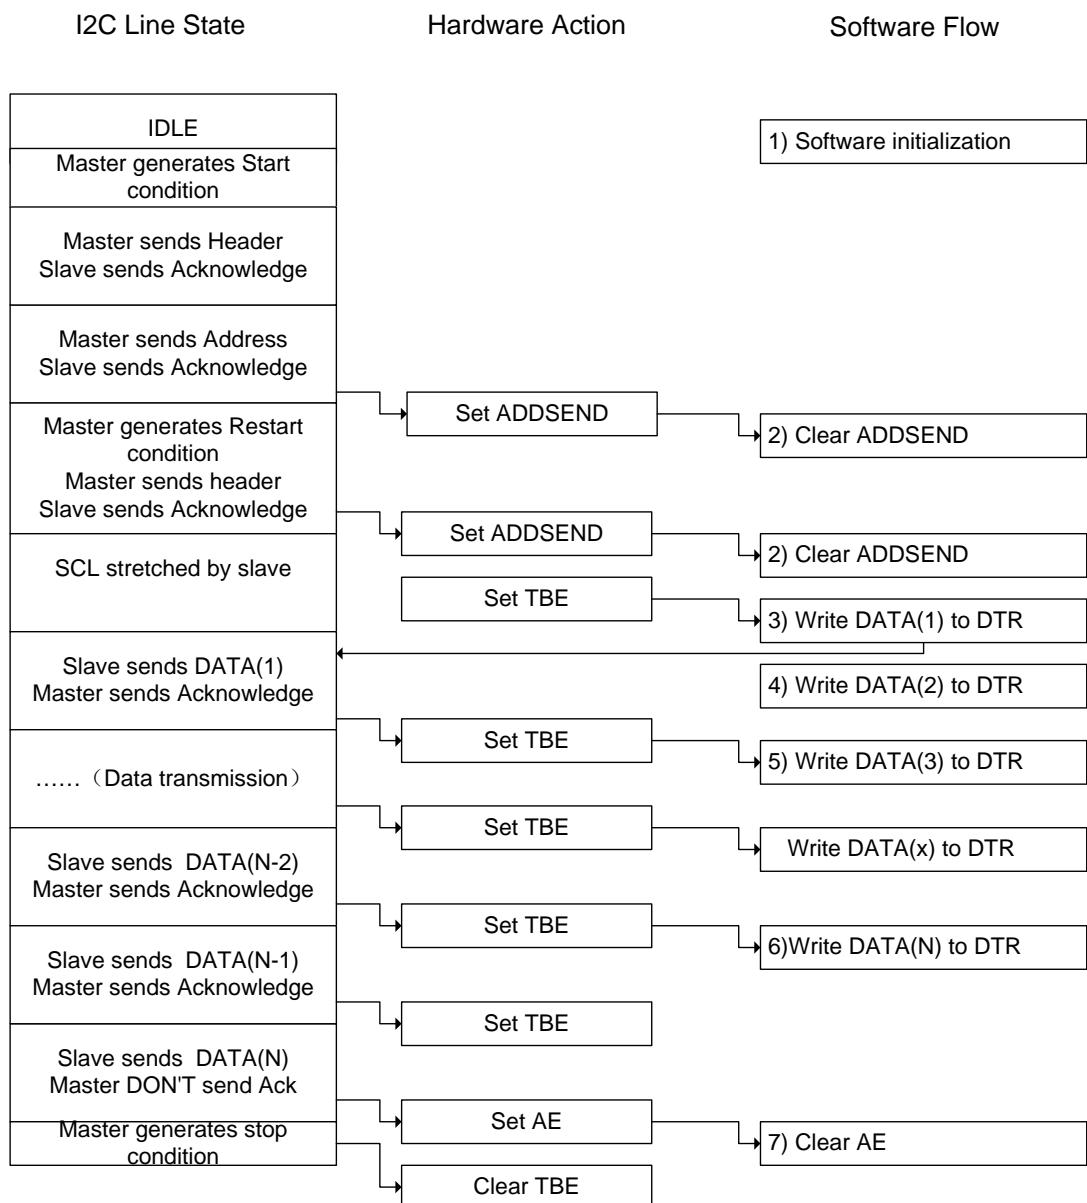 I2C Line State
Hardware Action
Software Flow
IDLE
1) Software initialization
Master generates Start
condition
Master sends Header
Slave sends Acknowledge
Master sends Address
Slave sends Acknowledge
Set ADDSEND
2) Clear ADDSEND
Master generates Restart
condition
Master sends header
Slave sends Acknowledge
Set ADDSEND
2) Clear ADDSEND
SCL stretched by slave
Set TBE
3) Write DATA(1) to DTR
Slave sends DATA(1)
Master sends Acknowledge
4) Write DATA(2) to DTR
Set TBE
5) Write DATA(3) to DTR
……（Data transmission）
Set TBE
Write DATA(x) to DTR
Slave sends  DATA(N-2)
Master sends Acknowledge
Set TBE
6)Write DATA(N) to DTR
Slave sends  DATA(N-1)
Master sends Acknowledge
Set TBE
Slave sends  DATA(N)
Master DON'T send Ack
Set AE
7) Clear AE
Master generates stop
condition
Clear TBE